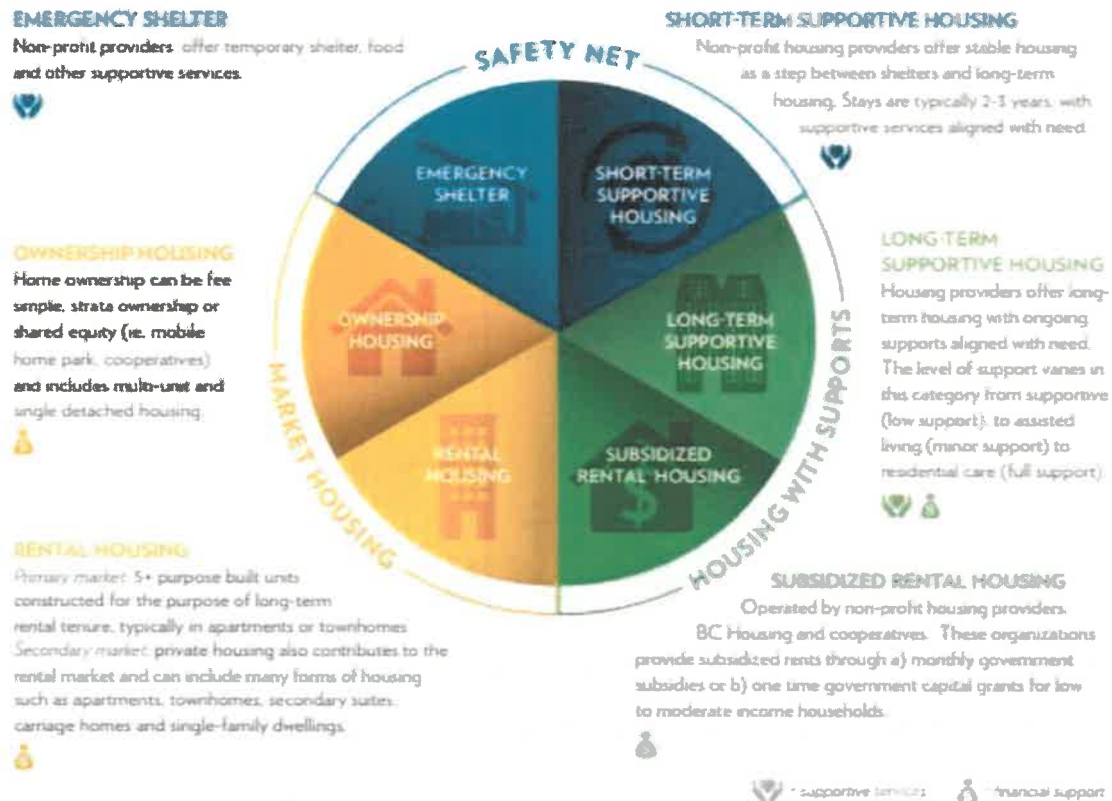 EMERGENCY SHELTER
Non-profit providers offer temporary shelter, food
and other supportive services.
SHORT-TERM SUPPORTIVE HOUSING
Non-profit housing providers offer stable housing
as a step between shelters and long-term
housing. Stays are typically 2-3 years, with
supportive services aligned with need.
SAFETY NET
EMERGENCY
SHELTER
SHORT-TERM
SUPPORTIVE
HOUSING
OWNERSHIP HOUSING
Home ownership can be fee
simple, strata ownership or
shared equity (ie. mobile
home park, cooperatives)
and includes multi-unit and
single detached housing.
OWNERSHIP
HOUSING
LONG-TERM
SUPPORTIVE
HOUSING
LONG-TERM
SUPPORTIVE HOUSING
Housing providers offer long-
term housing with ongoing
supports aligned with need.
The level of support varies in
this category from supportive
(low support), to assisted
living (minor support) to
residential care (full support).
MARKET HOUSING
HOUSING WITH SUPPORTS
RENTAL
HOUSING
SUBSIDIZED
RENTAL HOUSING
RENTAL HOUSING
Primary market: 5+ purpose built units
constructed for the purpose of long-term
rental tenure, typically in apartments or townhomes
Secondary market: private housing also contributes to the
rental market and can include many forms of housing
such as apartments, townhomes, secondary suites,
carriage homes and single-family dwellings.
SUBSIDIZED RENTAL HOUSING
Operated by non-profit housing providers,
BC Housing and cooperatives. These organizations
provide subsidized rents through a) monthly government
subsidies or b) one time government capital grants for low
to moderate income households.
supportive services
financial support